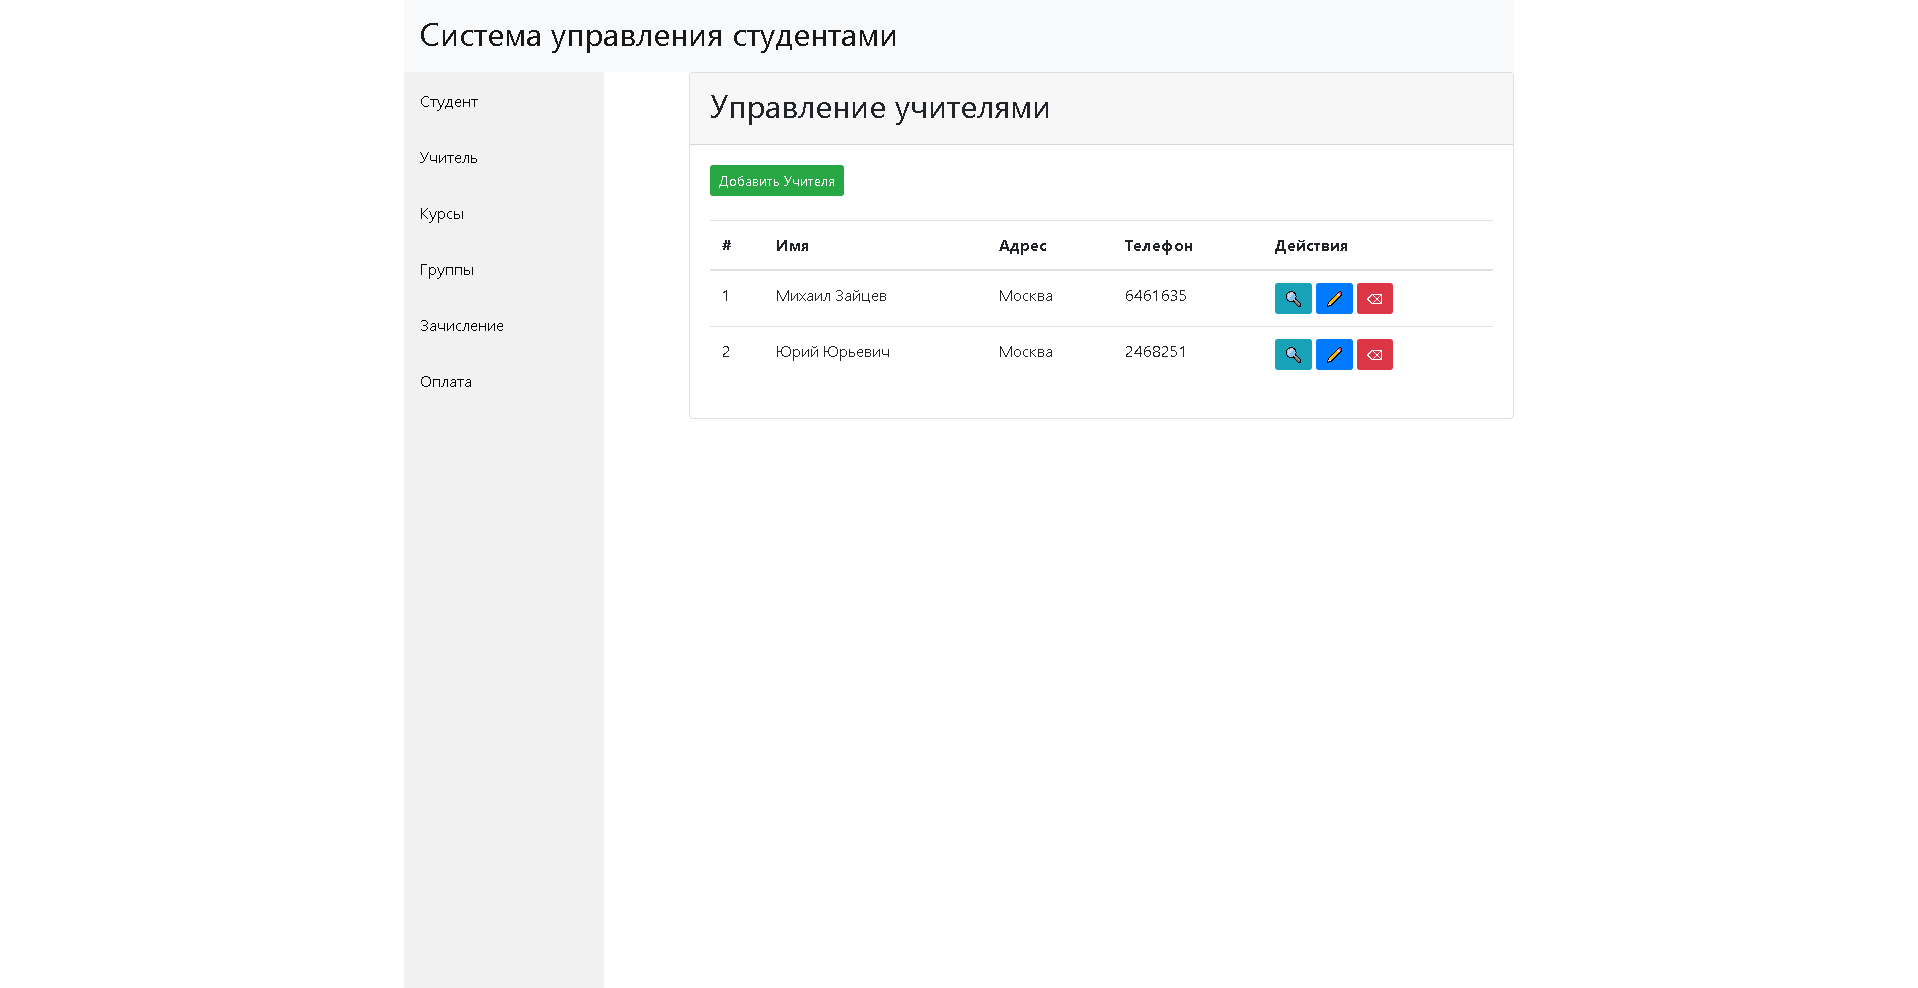 Система управления студентами
Студент
Учитель
Курсы
Группы
Зачисление
Оплата
Управление учителями
Добавить Учителя
# Имя Адрес Телефон Действия
1 Михаил Зайцев Москва 6461635
2 Юрий Юрьевич Москва 2468251